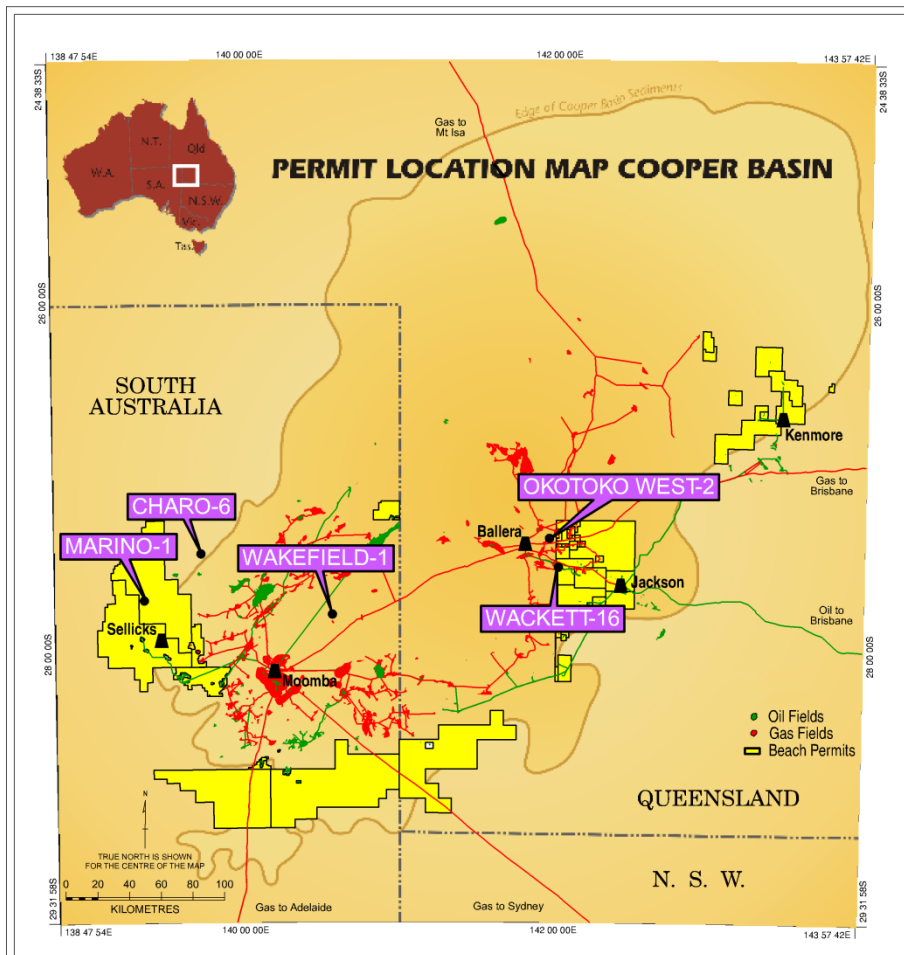 138 47 54E
140 00 00E
142 00 00E
143 57 42E
24 38 33S
24 38 33S
Edge of Cooper Basin Sediments
Gas to
Mt Isa
N.T.
Qld
W.A.
S.A.
N.S.W.
Vic.
Tas.
PERMIT LOCATION MAP COOPER BASIN
26 00 00S
26 00 00S
SOUTH
AUSTRALIA
Kenmore
OKOTOKO WEST-2
Gas to
Brisbane
CHARO-6
Ballera
MARINO-1
WAKEFIELD-1
Jackson
WACKETT-16
Oil to
Brisbane
Sellicks
28 00 00S
28 00 00S
Moomba
Oil Fields
Gas Fields
Beach Permits
QUEENSLAND
N
TRUE NORTH IS SHOWN
FOR THE CENTRE OF THE MAP
0 20 40 60 80 100
KILOMETRES
N. S. W.
Gas to Adelaide
Gas to Sydney
29 31 58S
29 31 58S
138 47 54E
140 00 00E
142 00 00E
143 57 42E